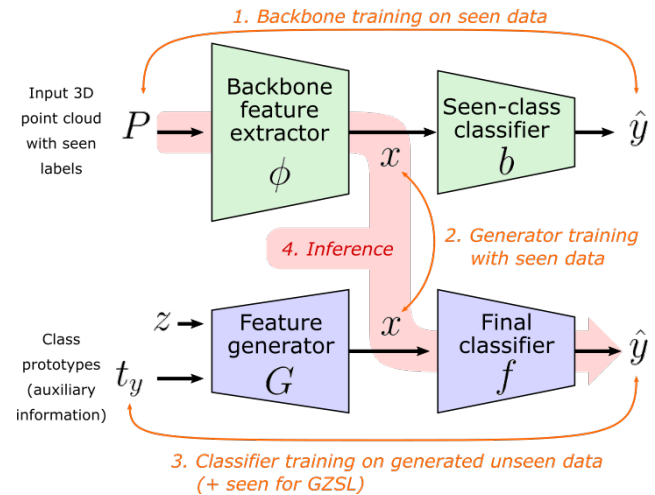 1. Backbone training on seen data
Input 3D
point cloud
with seen
labels
P
Backbone
feature
extractor
ϕ
x
Seen-class
classifier
b
ŷ
4. Inference
2. Generator training
with seen data
Class
prototypes
(auxiliary
information)
z
t_y
Feature
generator
G
x
Final
classifier
f
ŷ
3. Classifier training on generated unseen data
(+ seen for GZSL)